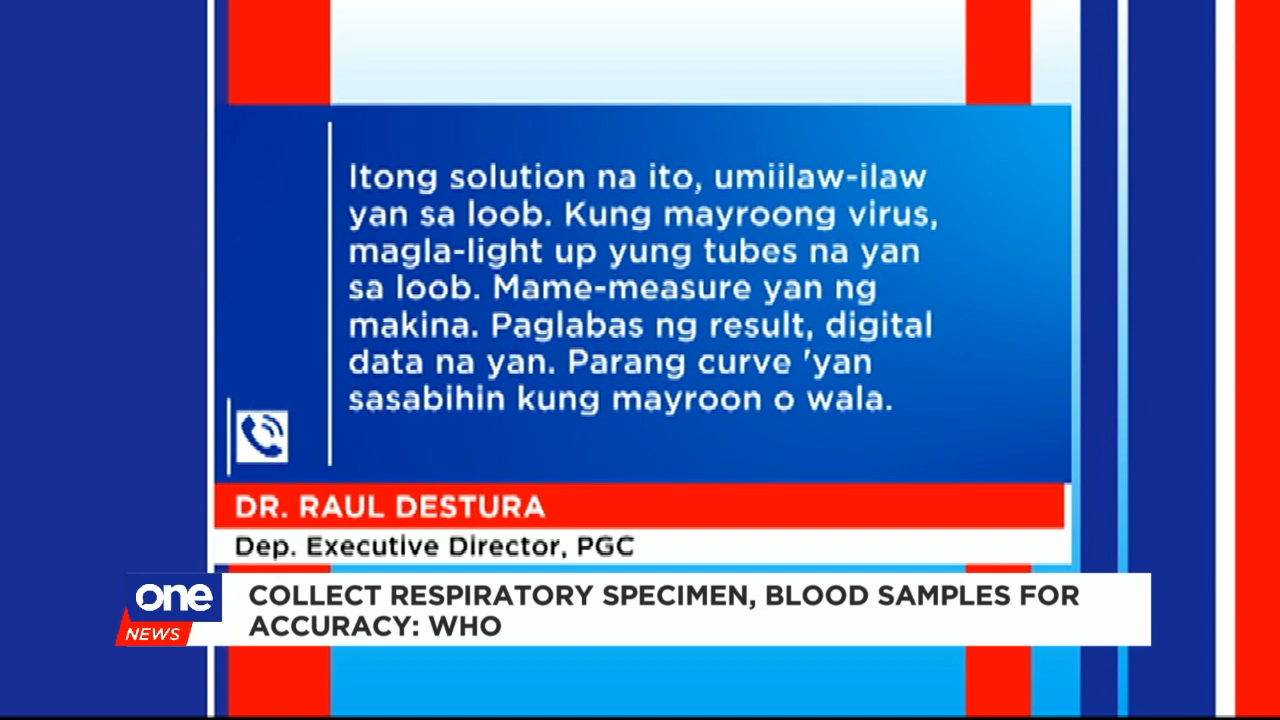 Itong solution na ito, umiilaw-ilaw
yan sa loob. Kung mayroong virus,
magla-light up yung tubes na yan
sa loob. Mame-measure yan ng
makina. Paglabas ng result, digital
data na yan. Parang curve 'yan
sasabihin kung mayroon o wala.
DR. RAUL DESTURA
Dep. Executive Director, PGC
one
NEWS
COLLECT RESPIRATORY SPECIMEN, BLOOD SAMPLES FOR
ACCURACY: WHO